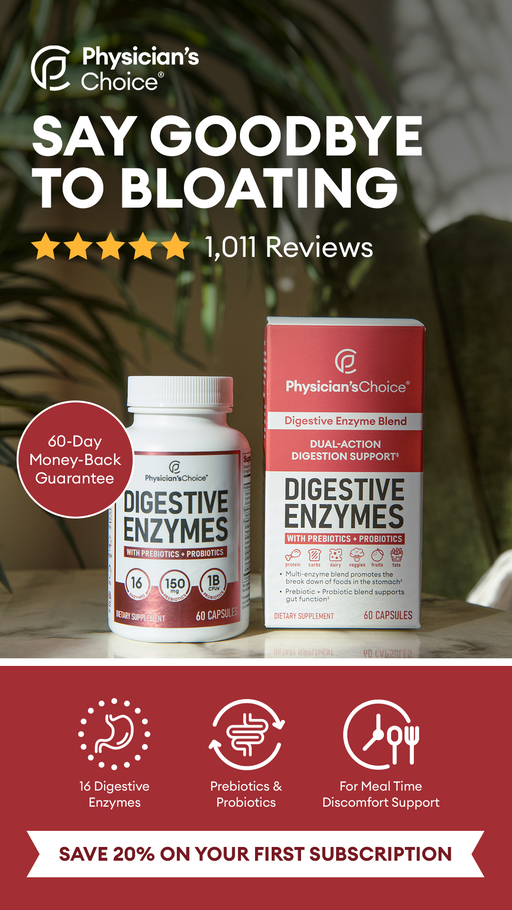 Physician's
Choice®
SAY GOODBYE
TO BLOATING
1,011 Reviews
60-Day
Money-Back
Guarantee
Physician'sChoice®
DIGESTIVE
ENZYMES
WITH PREBIOTICS + PROBIOTICS
16
150
mg
1B
CFUs
DIETARY SUPPLEMENT
60 CAPSULES
Physician'sChoice®
Digestive Enzyme Blend
DUAL-ACTION
DIGESTION SUPPORT‡
DIGESTIVE
ENZYMES
WITH PREBIOTICS + PROBIOTICS
protein carbs dairy veggies fruits fats
• Multi-enzyme blend promotes the
break down of foods in the stomach‡
• Prebiotic + Probiotic blend supports
gut function‡
DIETARY SUPPLEMENT
60 CAPSULES
16 Digestive
Enzymes
Prebiotics &
Probiotics
For Meal Time
Discomfort Support
SAVE 20% ON YOUR FIRST SUBSCRIPTION